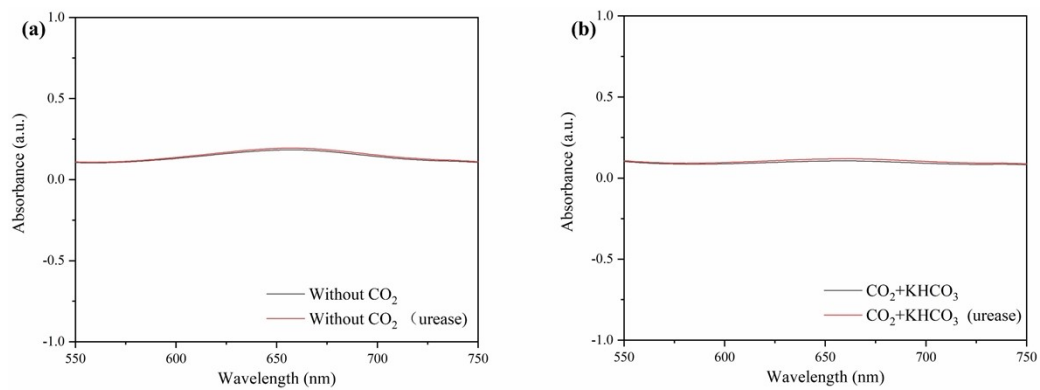 (a)
1.0
0.5
0.0
-0.5
-1.0
Absorbance (a.u.)
Without CO₂
Without CO₂ （urease）
550 600 650 700 750
Wavelength (nm)
(b)
1.0
0.5
0.0
-0.5
-1.0
Absorbance (a.u.)
CO₂+KHCO₃
CO₂+KHCO₃ (urease)
550 600 650 700 750
Wavelength (nm)